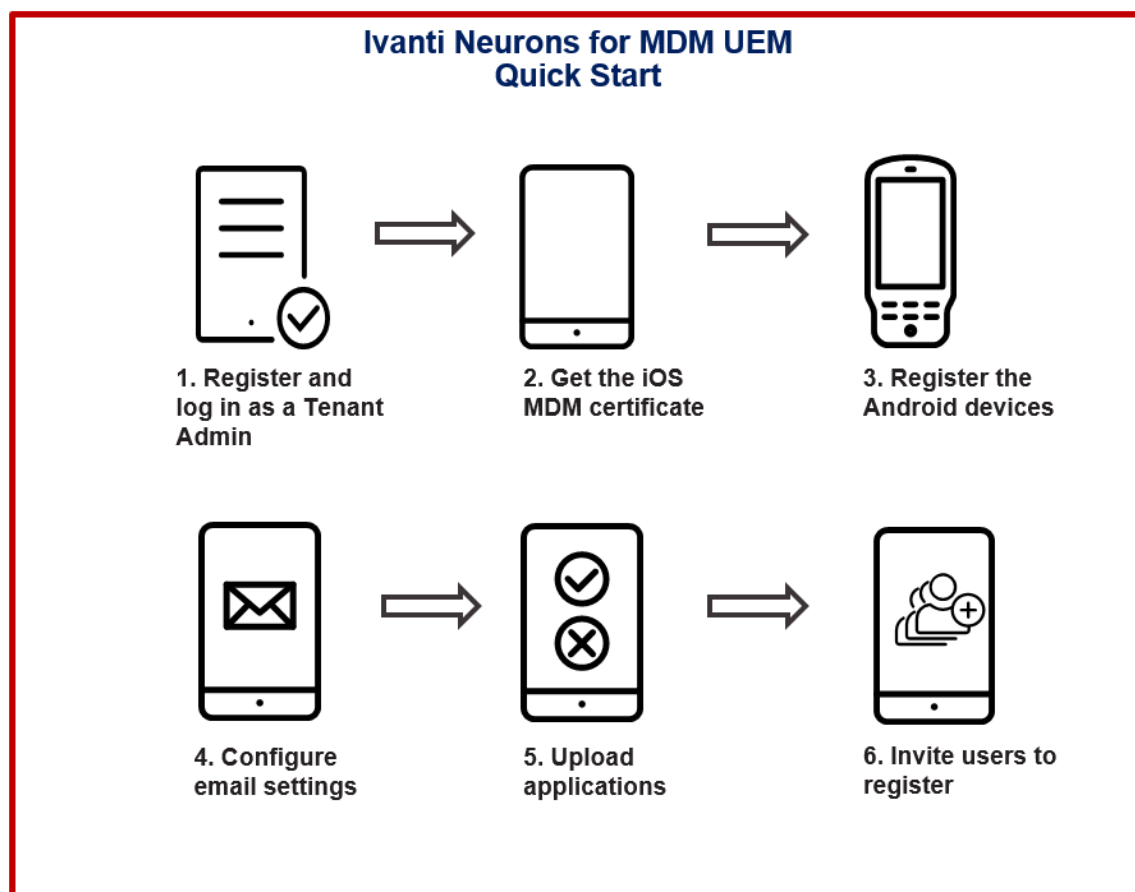 Ivanti Neurons for MDM UEM
Quick Start
1. Register and
log in as a Tenant
Admin
2. Get the iOS
MDM certificate
3. Register the
Android devices
4. Configure
email settings
5. Upload
applications
6. Invite users to
register